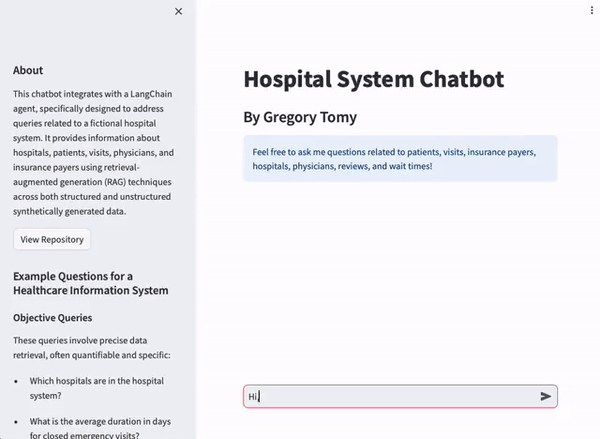 About
This chatbot integrates with a LangChain
agent, specifically designed to address
queries related to a fictional hospital
system. It provides information about
hospitals, patients, visits, physicians, and
insurance payers using retrieval-
augmented generation (RAG) techniques
across both structured and unstructured
synthetically generated data.
View Repository
Example Questions for a
Healthcare Information System
Objective Queries
These queries involve precise data
retrieval, often quantifiable and specific:
• Which hospitals are in the hospital
system?
• What is the average duration in days
for closed emergency visits?
Hospital System Chatbot
By Gregory Tomy
Feel free to ask me questions related to patients, visits, insurance payers,
hospitals, physicians, reviews, and wait times!
Hi,